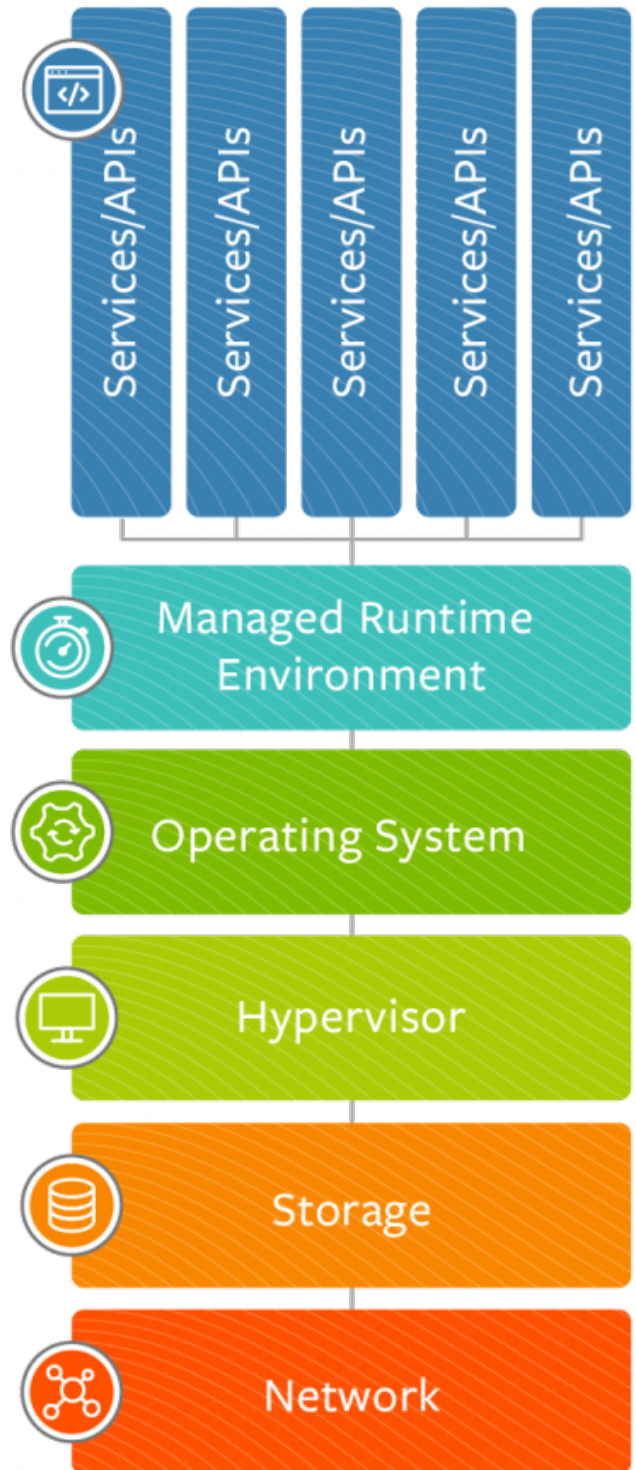 </>
Services/APIs
Services/APIs
Services/APIs
Services/APIs
Services/APIs
Managed Runtime
Environment
Operating System
Hypervisor
Storage
Network